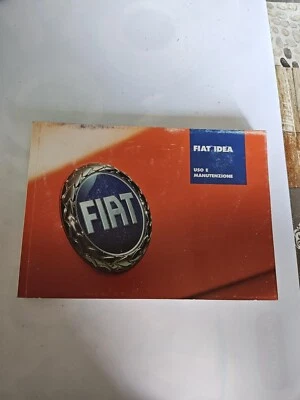 FIAT IDEA
USO E
MANUTENZIONE
FIAT